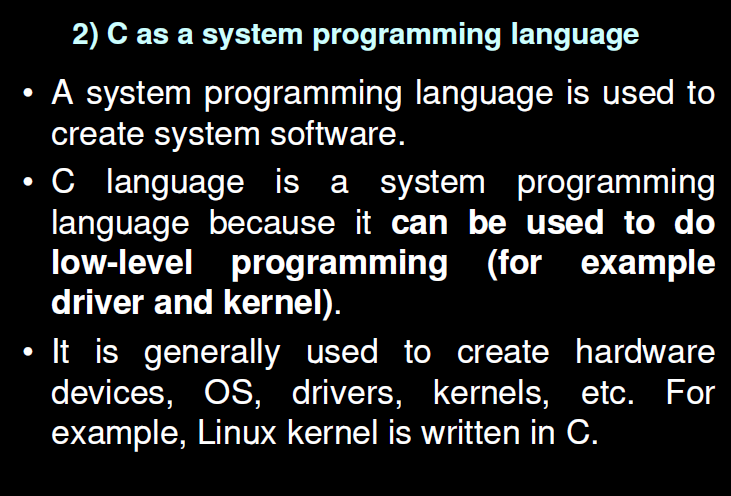 2) C as a system programming language
• A system programming language is used to
create system software.
• C language is a system programming
language because it can be used to do
low-level programming (for example
driver and kernel).
• It is generally used to create hardware
devices, OS, drivers, kernels, etc. For
example, Linux kernel is written in C.